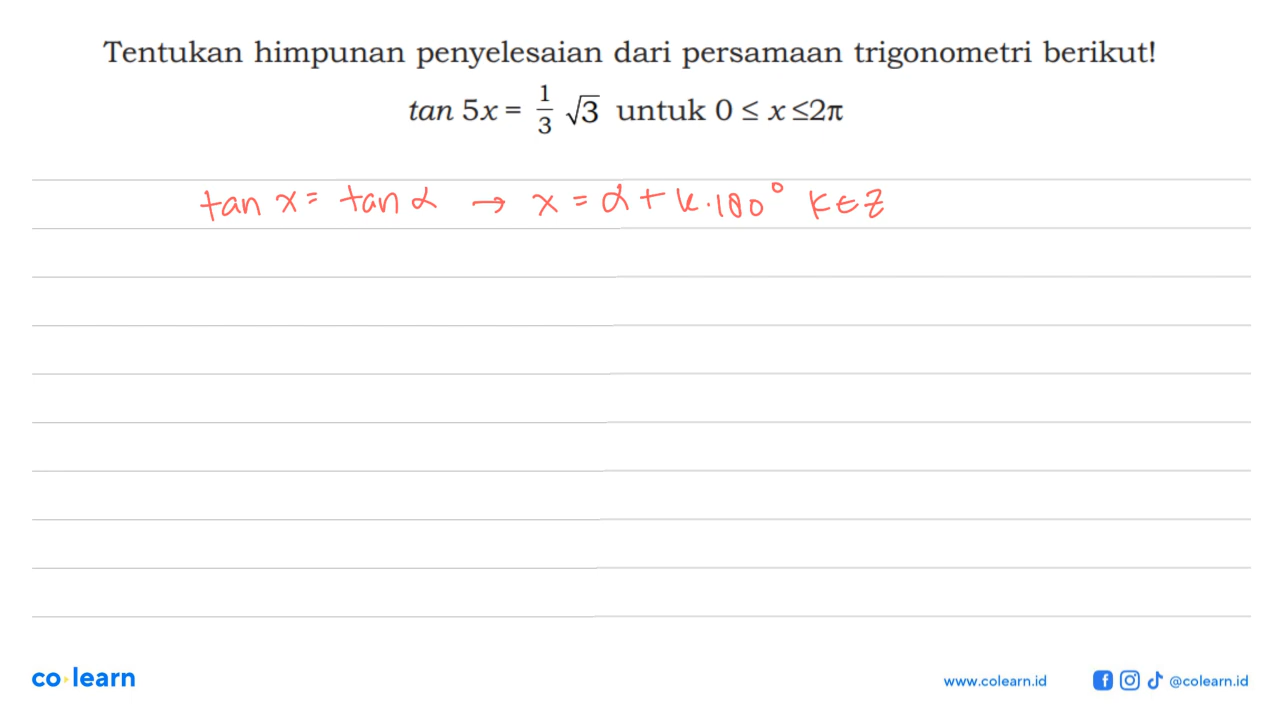 Tentukan himpunan penyelesaian dari persamaan trigonometri berikut!
tan 5x = 1/3 √3 untuk 0 ≤ x ≤2π
tan x = tan α → x = α + k.180° k∈Z
co learn
www.colearn.id
@colearn.id